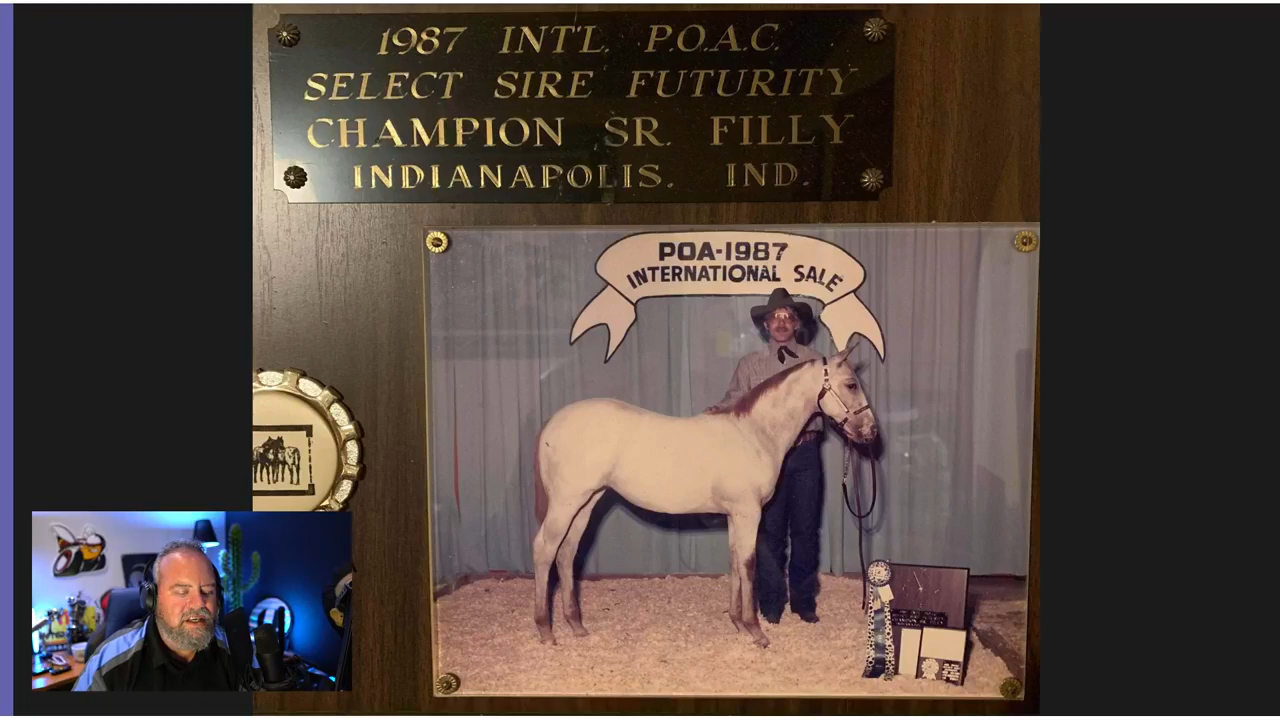 1987 INT'L. P.O.A.C.
SELECT SIRE FUTURITY
CHAMPION SR. FILLY
INDIANAPOLIS. IND.
POA-1987
INTERNATIONAL SALE